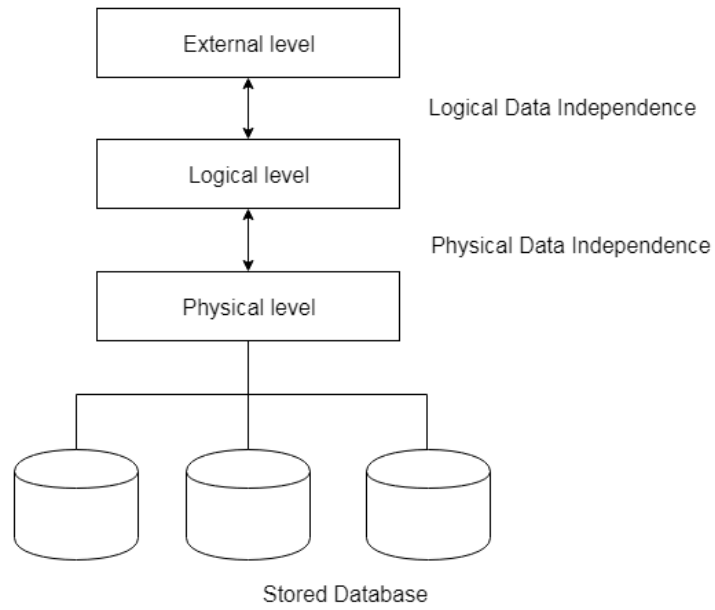 External level
Logical Data Independence
Logical level
Physical Data Independence
Physical level
Stored Database